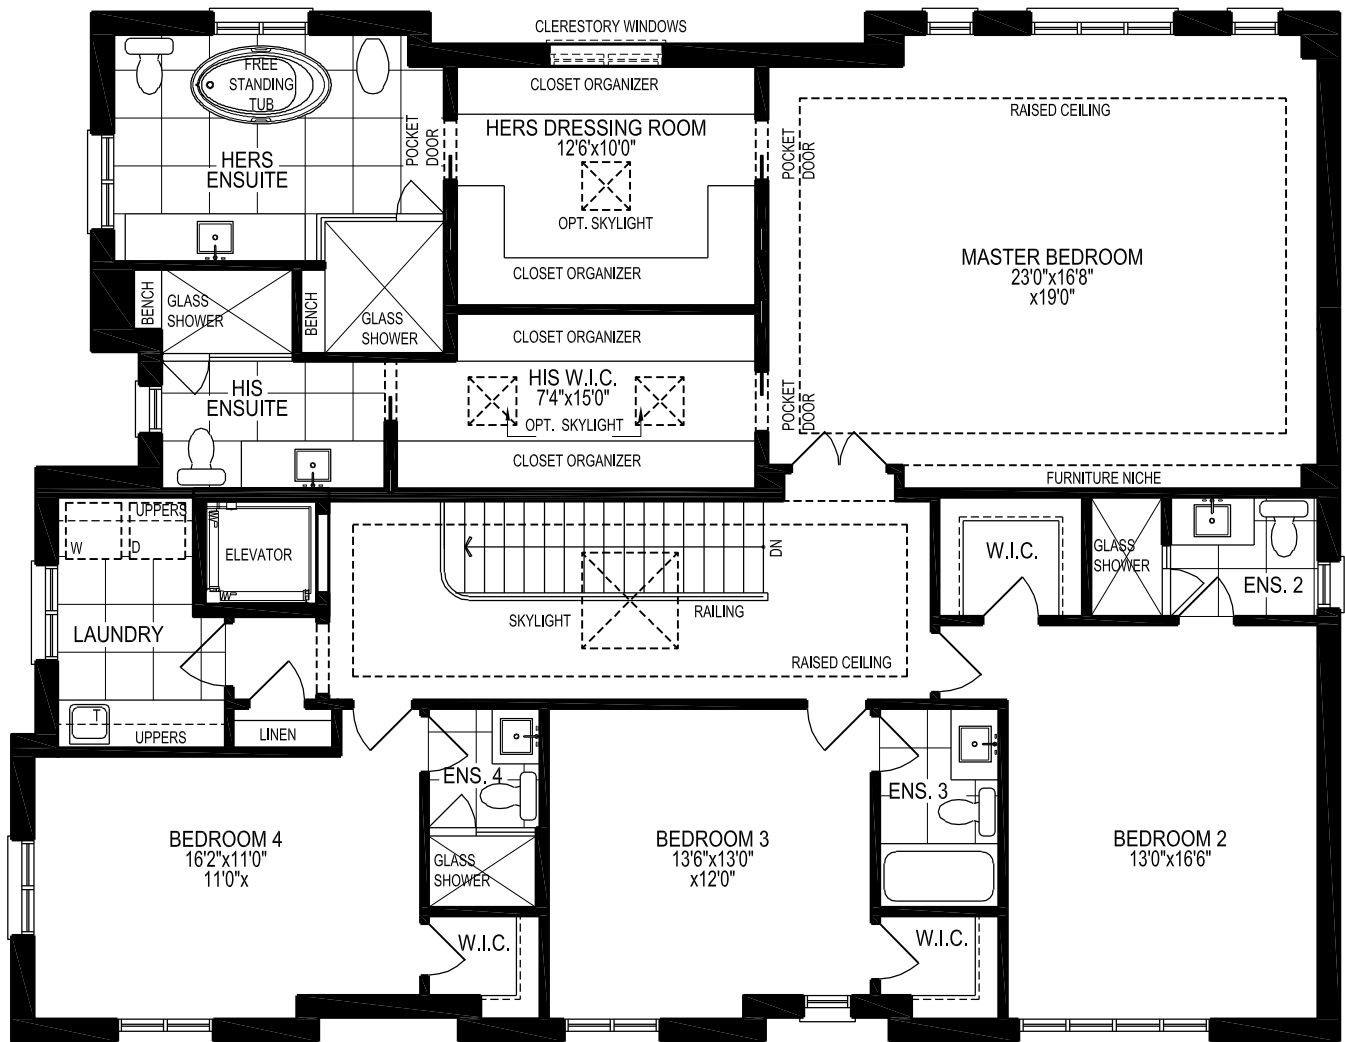 CLERESTORY WINDOWS
FREE
STANDING
TUB
HERS
ENSUITE
POCKET
DOOR
CLOSET ORGANIZER
HERS DRESSING ROOM
12'6'x10'0"
OPT. SKYLIGHT
CLOSET ORGANIZER
POCKET
DOOR
RAISED CEILING
MASTER BEDROOM
23'0"x16'8"
x19'0"
BENCH
GLASS
SHOWER
BENCH
GLASS
SHOWER
CLOSET ORGANIZER
HIS W.I.C.
7'4"x15'0"
OPT. SKYLIGHT
CLOSET ORGANIZER
POCKET
DOOR
HIS
ENSUITE
FURNITURE NICHE
UPPERS
W
D
ELEVATOR
LAUNDRY
T
UPPERS
LINEN
DN
SKYLIGHT
RAILING
RAISED CEILING
W.I.C.
GLASS
SHOWER
ENS. 2
BEDROOM 4
16'2"x11'0"
11'0"x
ENS. 4
GLASS
SHOWER
W.I.C.
BEDROOM 3
13'6"x13'0"
x12'0"
ENS. 3
W.I.C.
BEDROOM 2
13'0"x16'6"